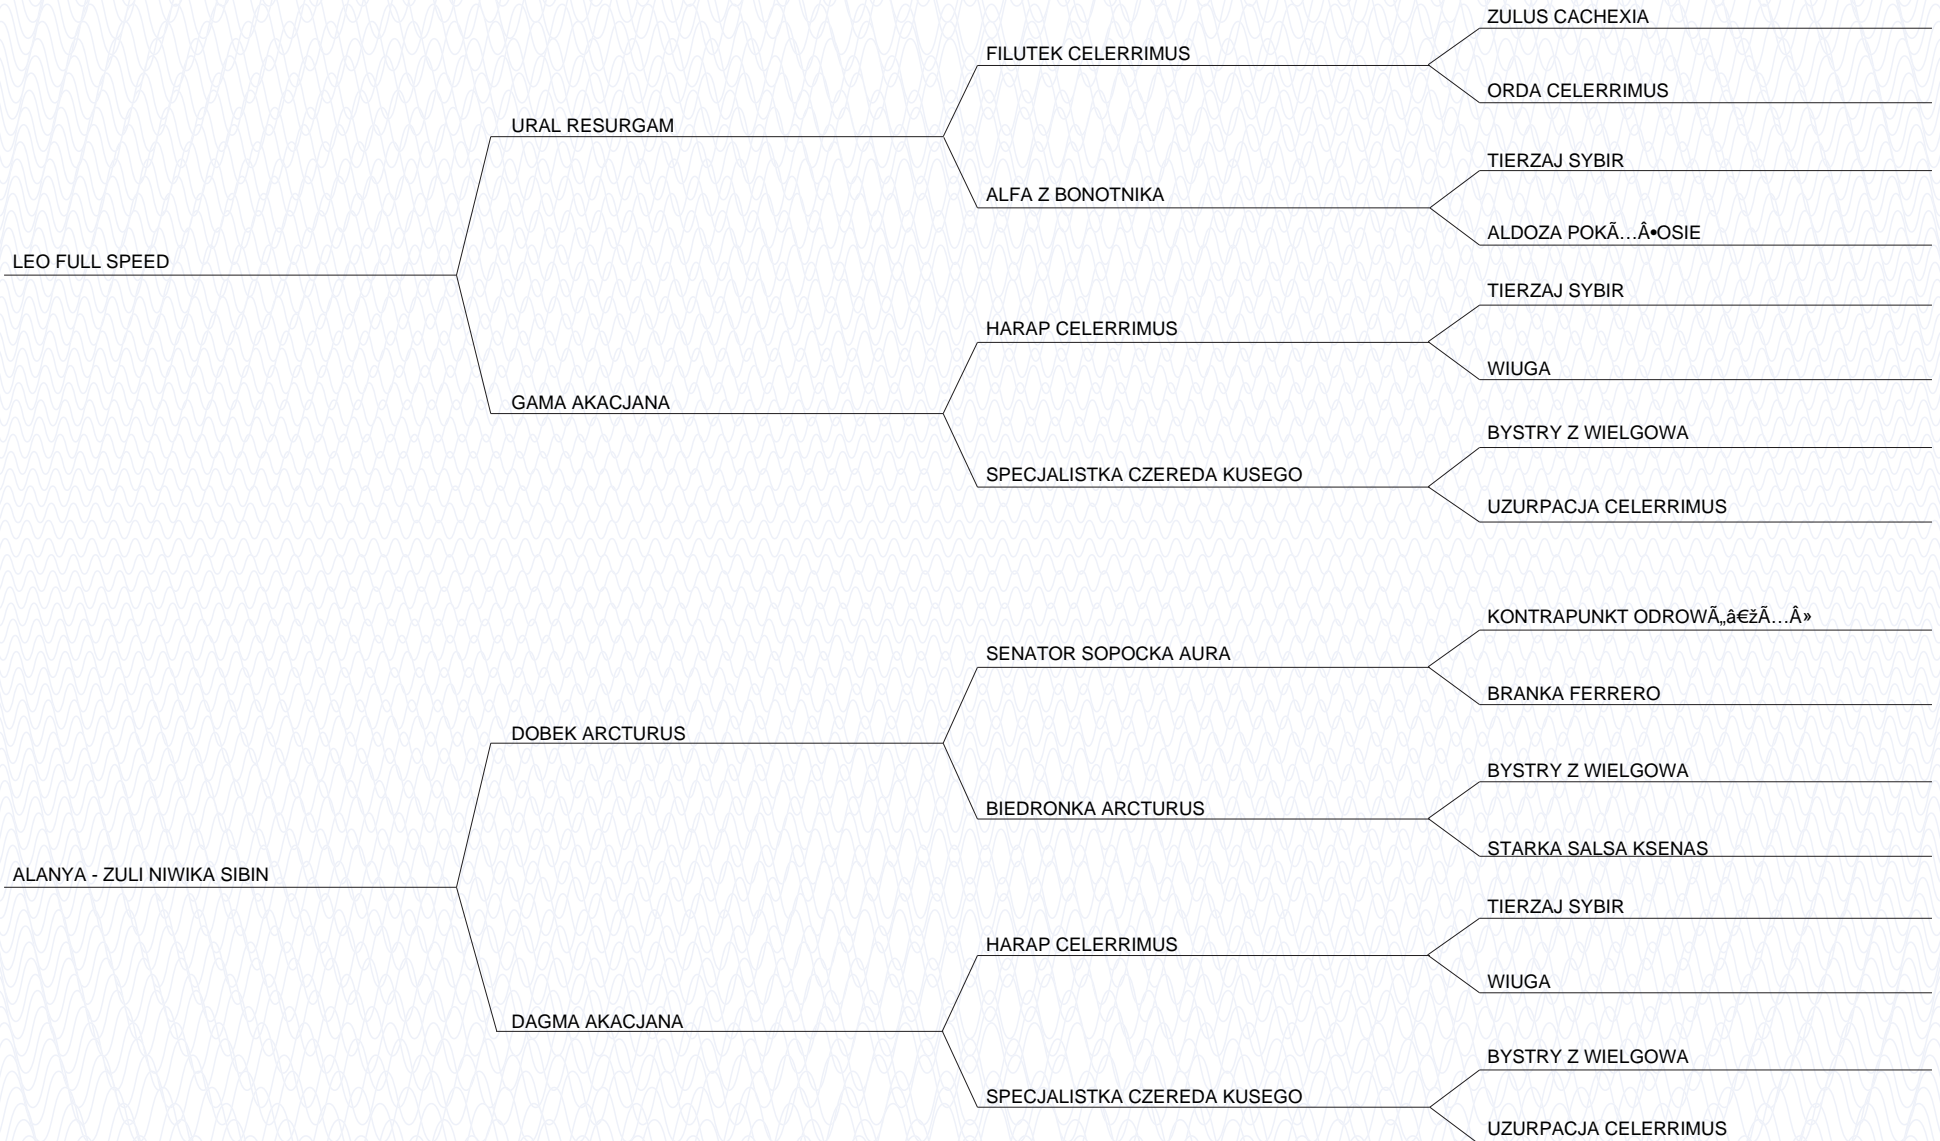 ZULUS CACHEXIA
FILUTEK CELERRIMUS
ORDA CELERRIMUS
URAL RESURGAM
TIERZAJ SYBIR
ALFA Z BONOTNIKA
ALDOZA POKÃ…Â•OSIE
LEO FULL SPEED
TIERZAJ SYBIR
HARAP CELERRIMUS
WIUGA
GAMA AKACJANA
BYSTRY Z WIELGOWA
SPECJALISTKA CZEREDA KUSEGO
UZURPACJA CELERRIMUS
KONTRAPUNKT ODROWÃ„â€žÃ…Â»
SENATOR SOPOCKA AURA
BRANKA FERRERO
DOBEK ARCTURUS
BYSTRY Z WIELGOWA
BIEDRONKA ARCTURUS
STARKA SALSA KSENAS
ALANYA - ZULI NIWIKA SIBIN
TIERZAJ SYBIR
HARAP CELERRIMUS
WIUGA
DAGMA AKACJANA
BYSTRY Z WIELGOWA
SPECJALISTKA CZEREDA KUSEGO
UZURPACJA CELERRIMUS